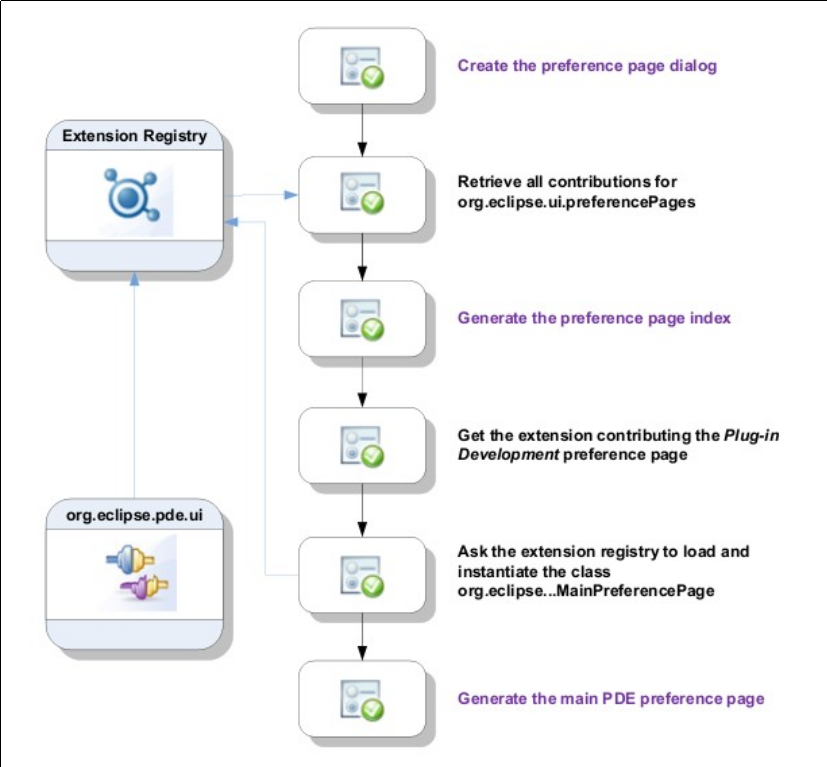 Create the preference page dialog
Extension Registry
Retrieve all contributions for
org.eclipse.ui.preferencePages
Generate the preference page index
Get the extension contributing the Plug-in
Development preference page
org.eclipse.pde.ui
Ask the extension registry to load and
instantiate the class
org.eclipse...MainPreferencePage
Generate the main PDE preference page